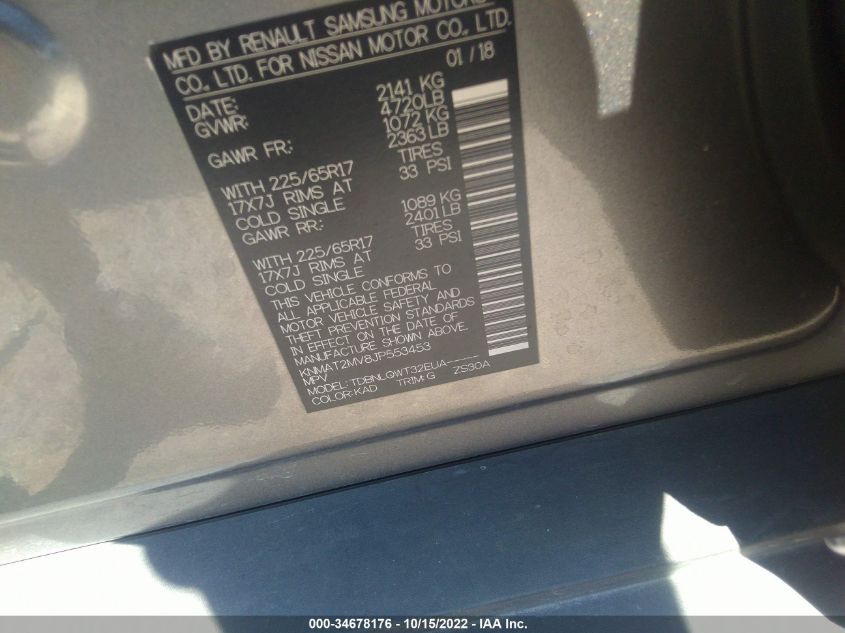 MFD BY RENAULT SAMSUNG MOTORS
CO., LTD. FOR NISSAN MOTOR CO., LTD.
DATE: 01 / 18
GVWR: 2141 KG
4720LB
GAWR FR: 1072 KG
2363 LB
WITH 225/65R17 TIRES
17X7J RIMS AT 33 PSI
COLD SINGLE
GAWR RR: 1089 KG
2401 LB
WITH 225/65R17 TIRES
17X7J RIMS AT 33 PSI
COLD SINGLE
THIS VEHICLE CONFORMS TO
ALL APPLICABLE FEDERAL
MOTOR VEHICLE SAFETY AND
THEFT PREVENTION STANDARDS
IN EFFECT ON THE DATE OF
MANUFACTURE SHOWN ABOVE.
KNMAT2MV8JP553453
MPV
MODEL: TDBNLQWT32EUA-----
COLOR:KAD TRIM:G ZS30A
000-34678176 - 10/15/2022 - IAA Inc.